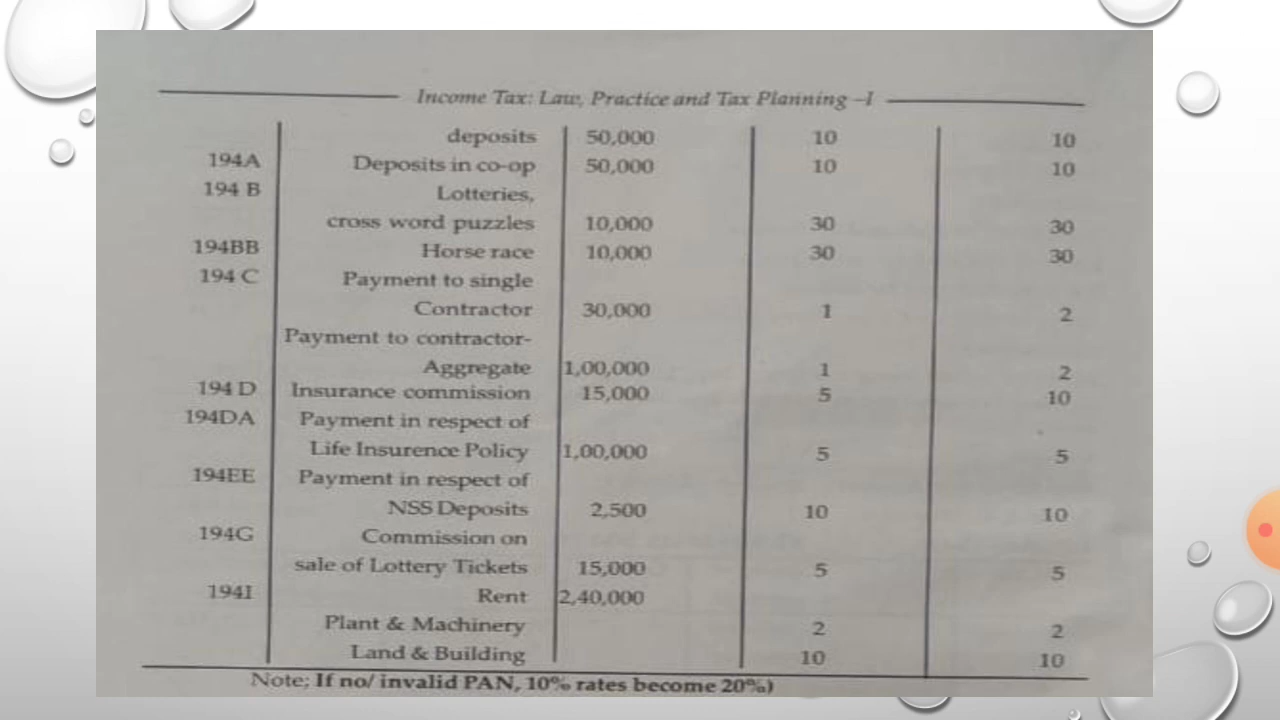 Income Tax: Law, Practice and Tax Planning –I
deposits 50,000 10 10
194A Deposits in co-op 50,000 10 10
194 B Lotteries,
cross word puzzles 10,000 30 30
194BB Horse race 10,000 30 30
194 C Payment to single
Contractor 30,000 1 2
Payment to contractor-
Aggregate 1,00,000 1 2
194 D Insurance commission 15,000 5 10
194DA Payment in respect of
Life Insurence Policy 1,00,000 5 5
194EE Payment in respect of
NSS Deposits 2,500 10 10
194G Commission on
sale of Lottery Tickets 15,000 5 5
194I Rent 2,40,000
Plant & Machinery 2 2
Land & Building 10 10
Note; If no/ invalid PAN, 10% rates become 20%)